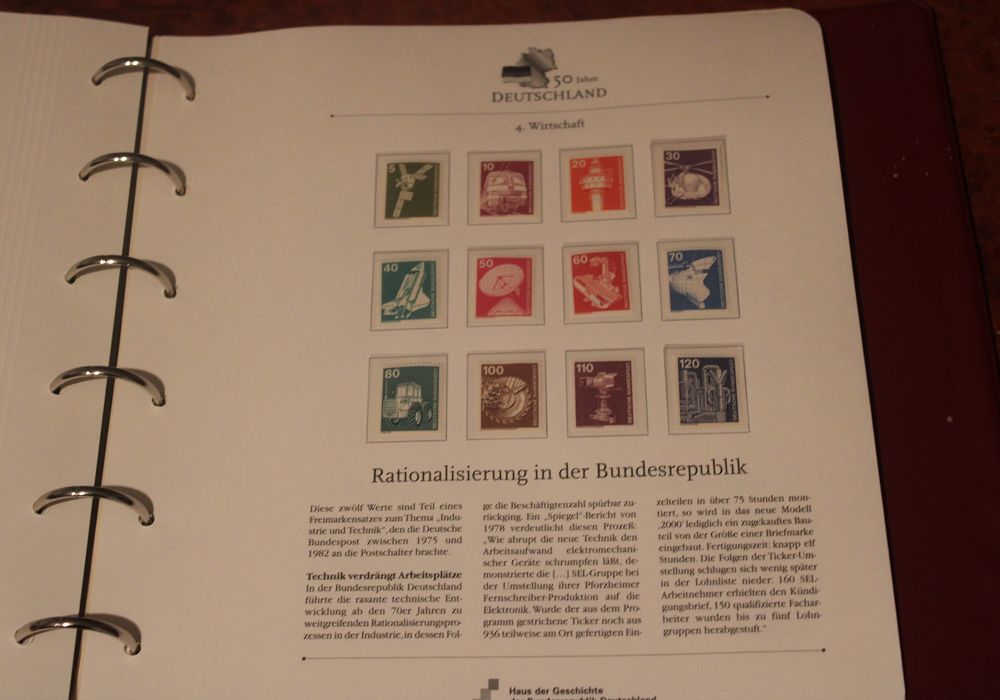 50 Jahre
DEUTSCHLAND
4. Wirtschaft
5
10
20
30
40
50
60
70
80
100
110
120
DEUTSCHE BUNDESPOST
Rationalisierung in der Bundesrepublik
Diese zwölf Werte sind Teil eines
Freimarkensatzes zum Thema „Indu-
strie und Technik", den die Deutsche
Bundespost zwischen 1975 und
1982 an die Postschalter brachte.
Technik verdrängt Arbeitsplätze
In der Bundesrepublik Deutschland
führte die rasante technische Ent-
wicklung ab den 70er Jahren zu
weitgreifenden Rationalisierungspro-
zessen in der Industrie, in dessen Fol-
ge die Beschäftigtenzahl spürbar zu-
rückging. Ein „Spiegel"-Bericht von
1978 verdeutlicht diesen Prozeß:
„Wie abrupt die neue Technik den
Arbeitsaufwand elektromechani-
scher Geräte schrumpfen läßt, de-
monstrierte die [...] SEL-Gruppe bei
der Umstellung ihrer Pforzheimer
Fernschreiber-Produktion auf die
Elektronik. Wurde der aus dem Pro-
gramm gestrichene Ticker noch aus
936 teilweise am Ort gefertigten Ein-
zelteilen in über 75 Stunden mon-
tiert, so wird in das neue Modell
‚2000' lediglich ein zugekauftes Bau-
teil von der Größe einer Briefmarke
eingebaut. Fertigungszeit: knapp elf
Stunden. Die Folgen der Ticker-Um-
stellung schlugen sich wenig später
in der Lohnliste nieder: 160 SEL-
Arbeitnehmer erhielten den Kündi-
gungsbrief, 150 qualifizierte Fachar-
beiter wurden bis zu fünf Lohn-
gruppen herabgestuft."
Haus der Geschichte
der Bundesrepublik Deutschland